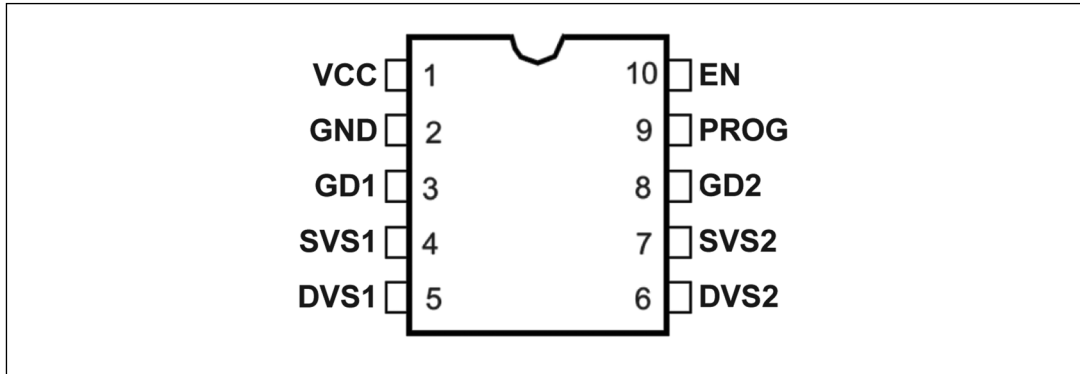 VCC 1 10 EN
GND 2 9 PROG
GD1 3 8 GD2
SVS1 4 7 SVS2
DVS1 5 6 DVS2